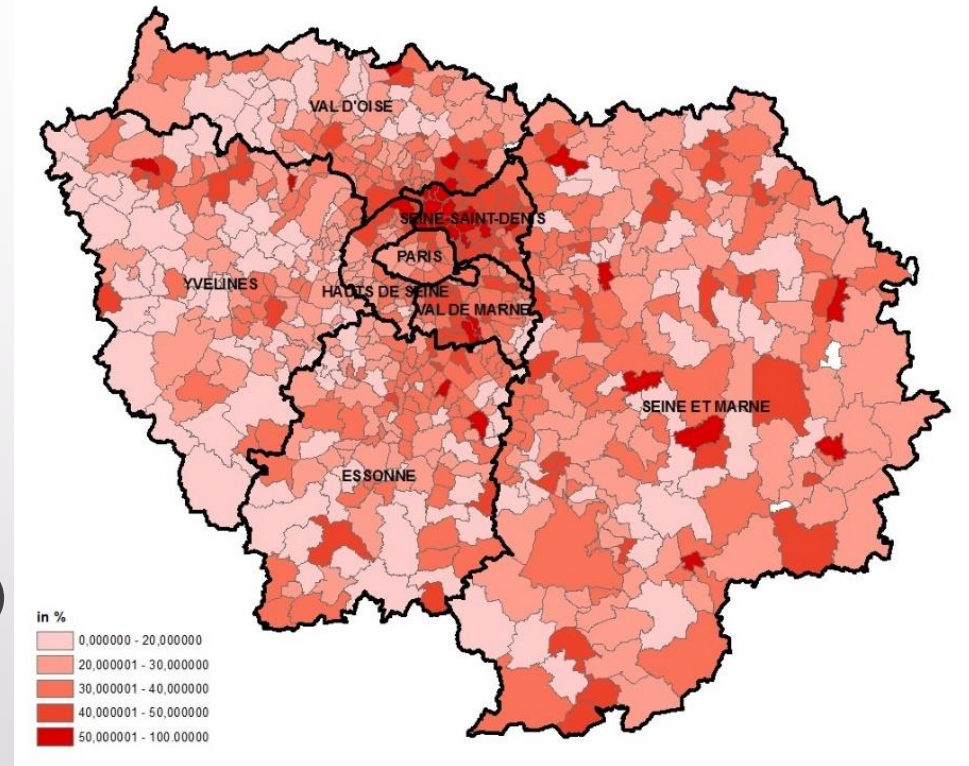 VAL D'OISE
SEINE-SAINT-DENIS
PARIS
YVELINES
HAUTS DE SEINE
VAL DE MARNE
SEINE ET MARNE
ESSONNE
in %
0,000000 - 20,000000
20,000001 - 30,000000
30,000001 - 40,000000
40,000001 - 50,000000
50,000001 - 100.00000